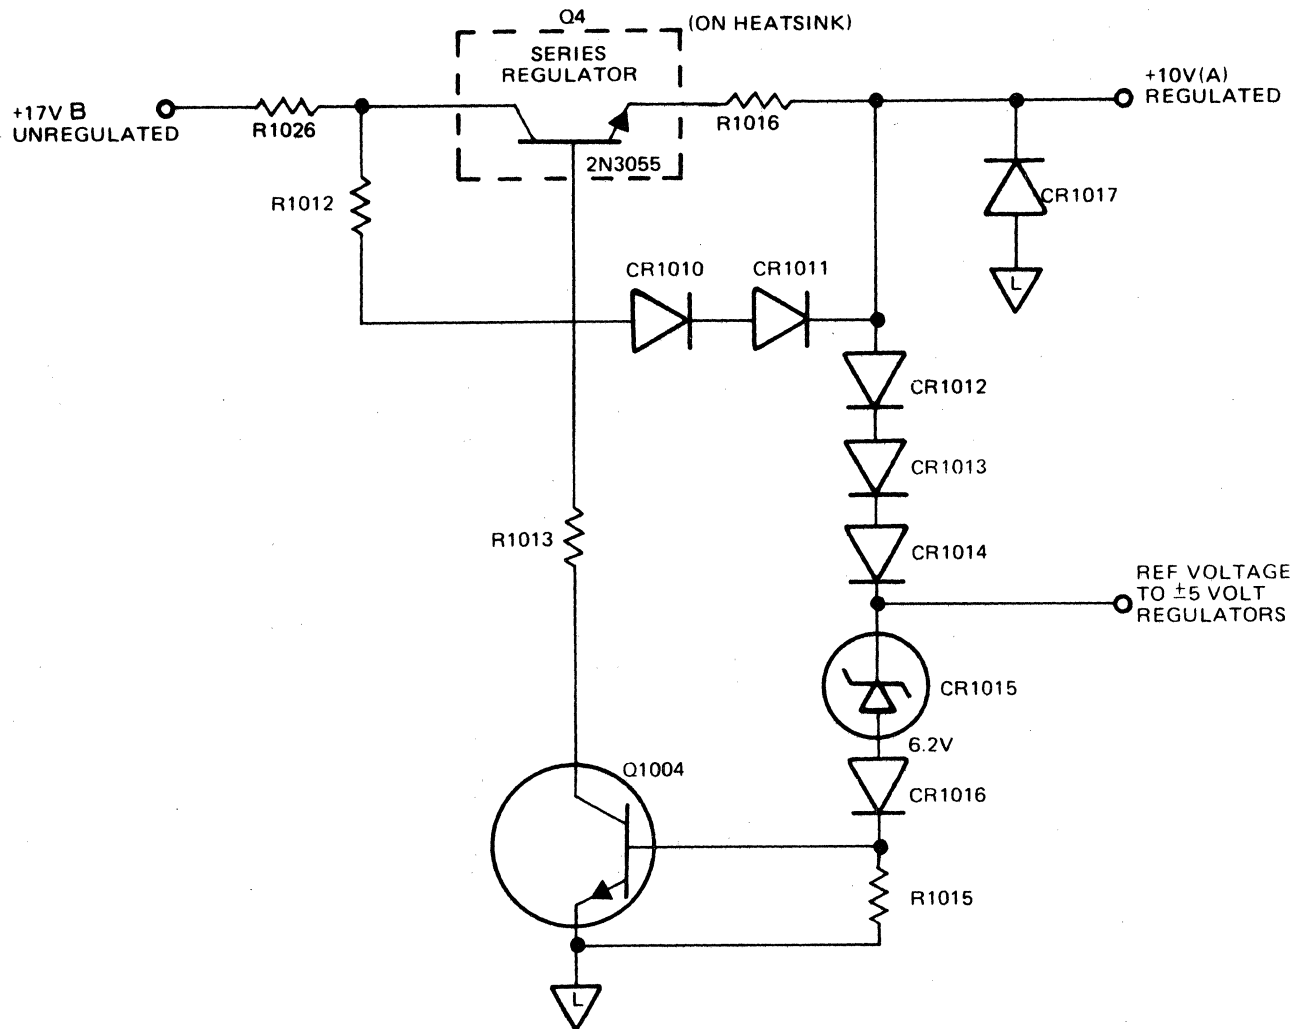 Q4
(ON HEATSINK)
SERIES
REGULATOR
+10V(A)
REGULATED
+17V B
UNREGULATED
R1026
R1016
2N3055
R1012
CR1017
L
CR1010
CR1011
CR1012
CR1013
R1013
CR1014
REF VOLTAGE
TO ±5 VOLT
REGULATORS
CR1015
6.2V
Q1004
CR1016
R1015
L